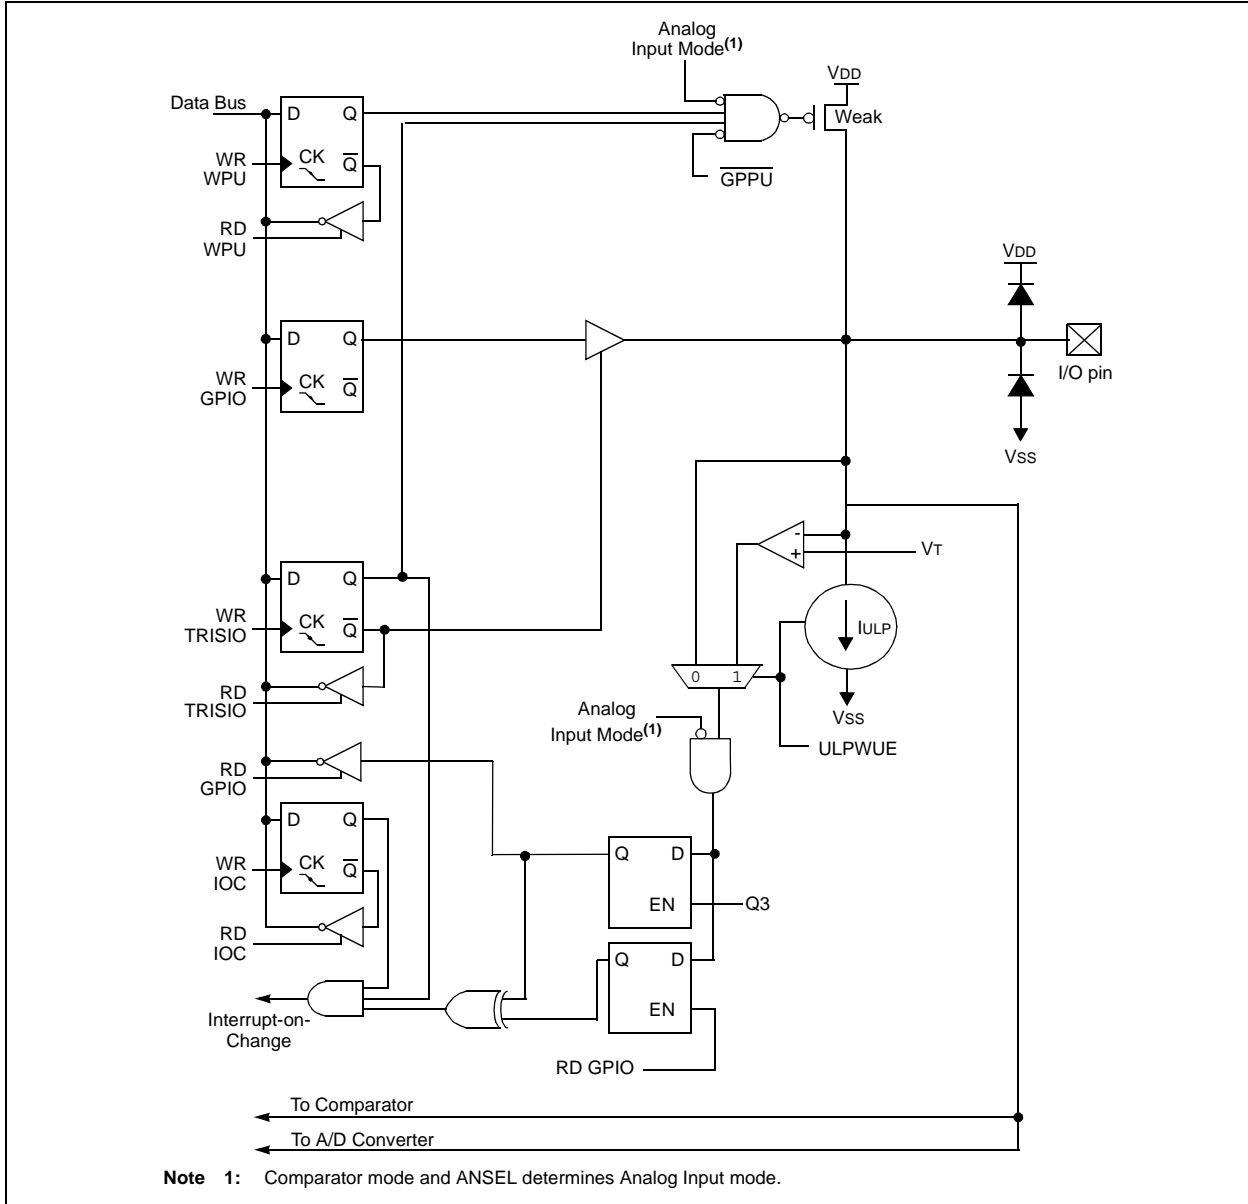 Analog
Input Mode(1)
VDD
Data Bus
D Q
Weak
WR
WPU
CK Q
GPPU
RD
WPU
VDD
D Q
WR
GPIO
CK Q
I/O pin
VSS
D Q
- 
+
VT
WR
TRISIO
CK Q
IULP
0 1
RD
TRISIO
VSS
Analog
Input Mode(1)
ULPWUE
RD
GPIO
D Q
Q D
WR
IOC
CK Q
EN
Q3
RD
IOC
Q D
EN
Interrupt-on-
Change
RD GPIO
To Comparator
To A/D Converter
Note 1: Comparator mode and ANSEL determines Analog Input mode.